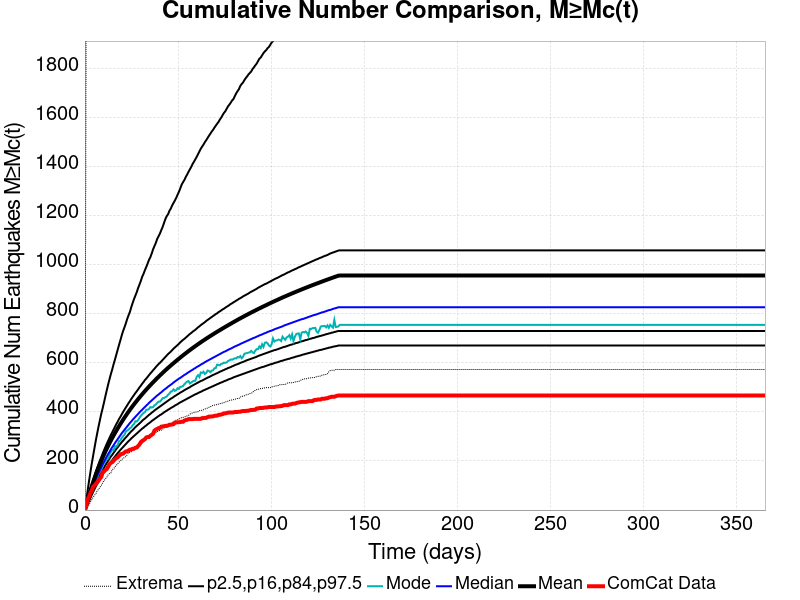 Cumulative Number Comparison, M≥Mc(t)
Cumulative Num Earthquakes M≥Mc(t)
1800
1600
1400
1200
1000
800
600
400
200
0
0 50 100 150 200 250 300 350
Time (days)
Extrema p2.5,p16,p84,p97.5 Mode Median Mean ComCat Data